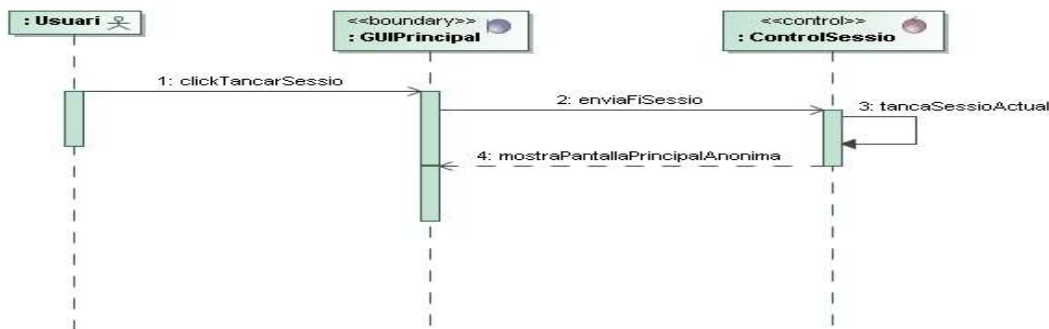 : Usuari
<<boundary>>
: GUIPrincipal
<<control>>
: ControlSessio
1: clickTancarSessio
2: enviaFiSessio
3: tancaSessioActual
4: mostraPantallaPrincipalAnonima